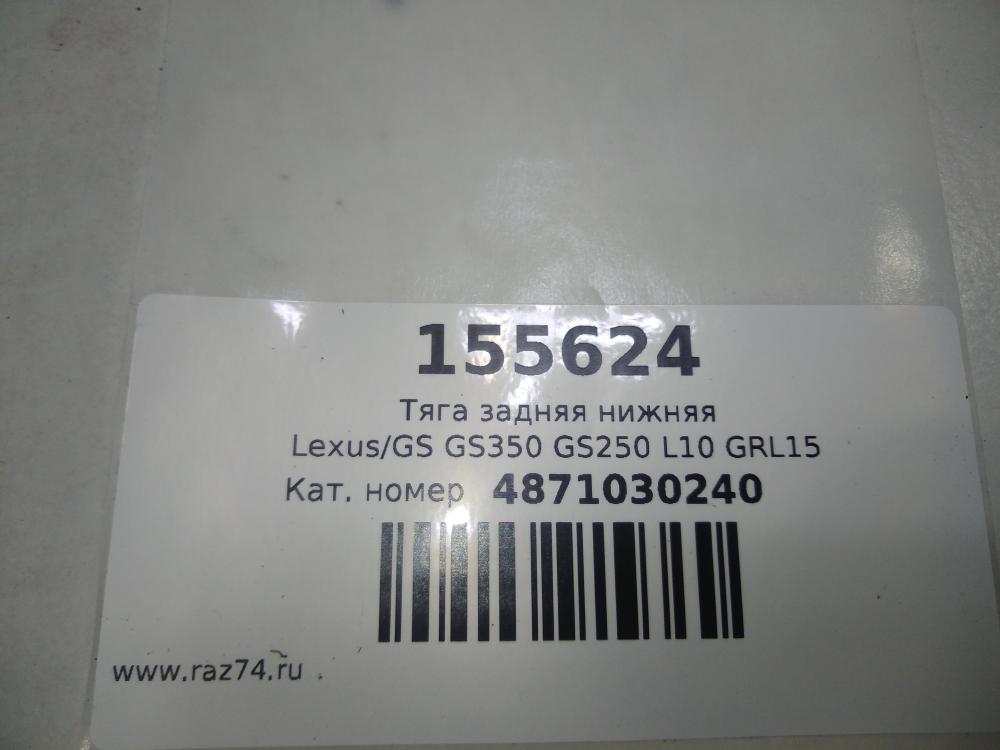 155624
Тяга задняя нижняя
Lexus/GS GS350 GS250 L10 GRL15
Кат. номер 4871030240
www.raz74.ru